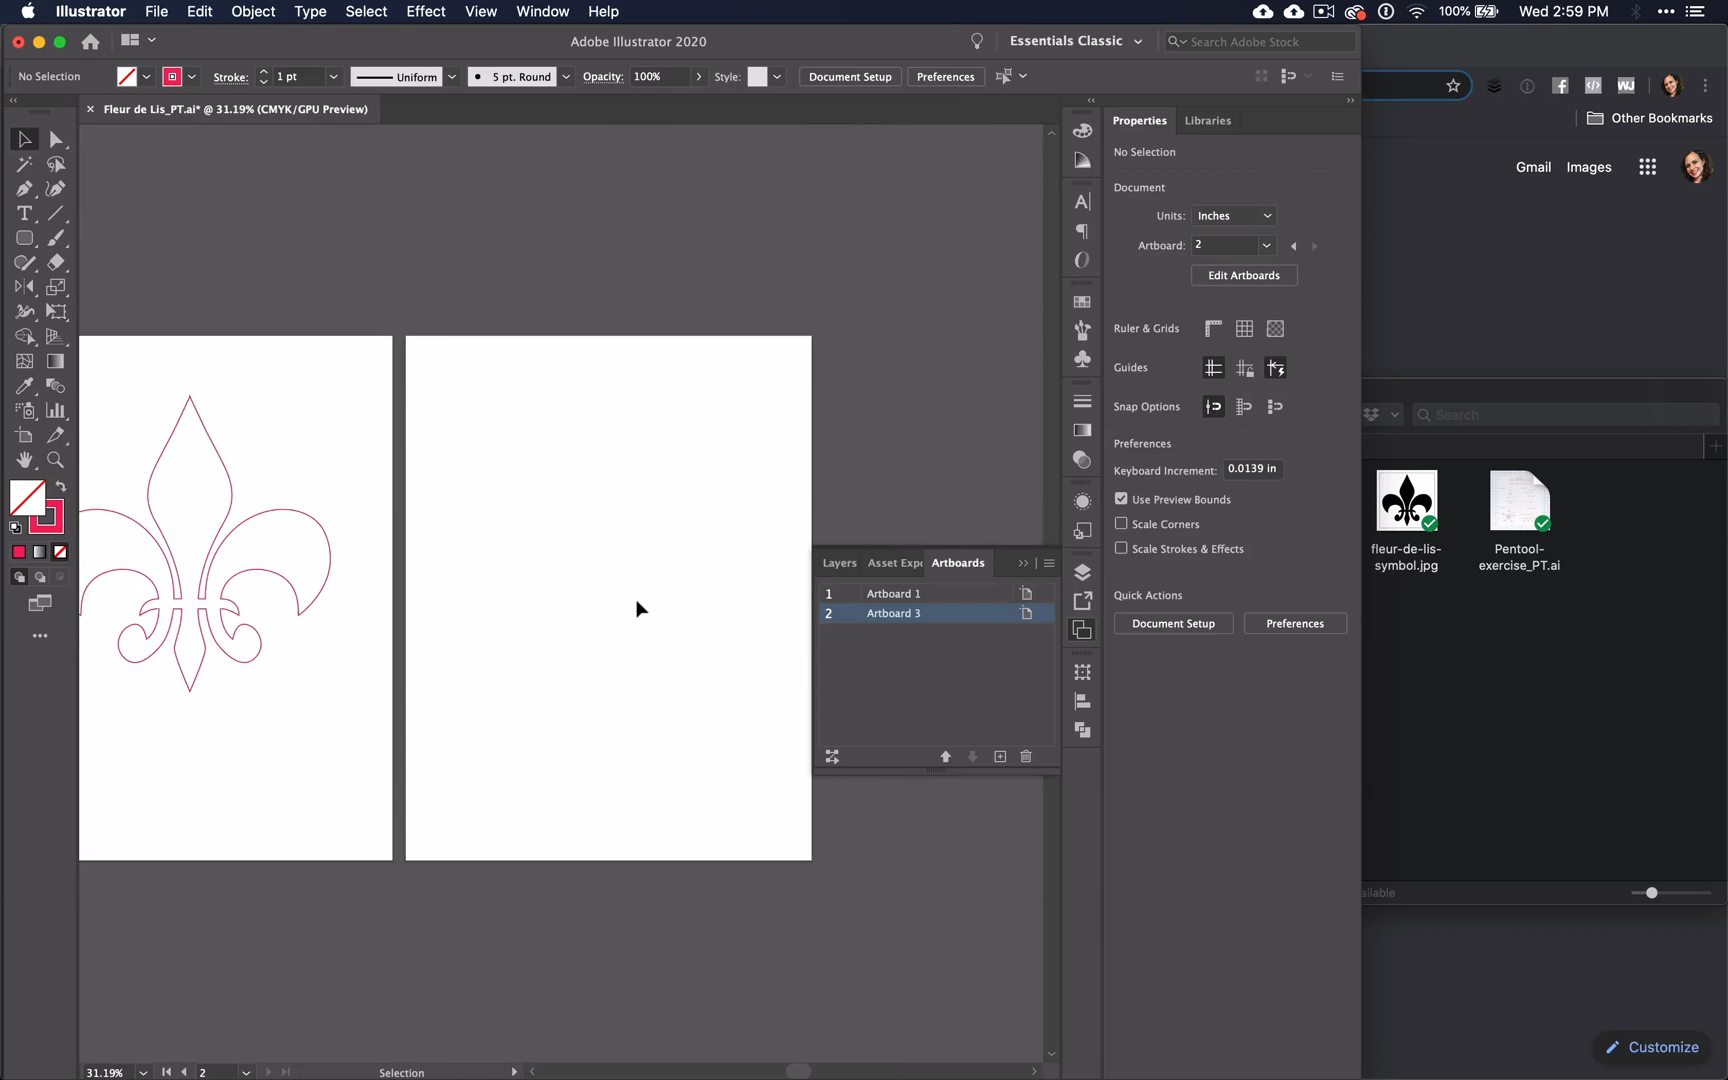 Illustrator File Edit Object Type Select Effect View Window Help
100% Wed 2:59 PM
Adobe Illustrator 2020
Essentials Classic
Search Adobe Stock
No Selection
Stroke: 1 pt
Uniform
5 pt. Round
Opacity: 100%
Style:
Document Setup
Preferences
Fleur de Lis_PT.ai* @ 31.19% (CMYK/GPU Preview)
Other Bookmarks
Gmail Images
Properties Libraries
No Selection
Document
Units: Inches
Artboard: 2
Edit Artboards
Ruler & Grids
Guides
Snap Options
Preferences
Keyboard Increment: 0.0139 in
Use Preview Bounds
Scale Corners
Scale Strokes & Effects
Quick Actions
Document Setup Preferences
Layers Asset Expo Artboards
1 Artboard 1
2 Artboard 3
Search
fleur-de-lis-
symbol.jpg
Pentool-
exercise_PT.ai
ailable
Customize
31.19% 2 Selection